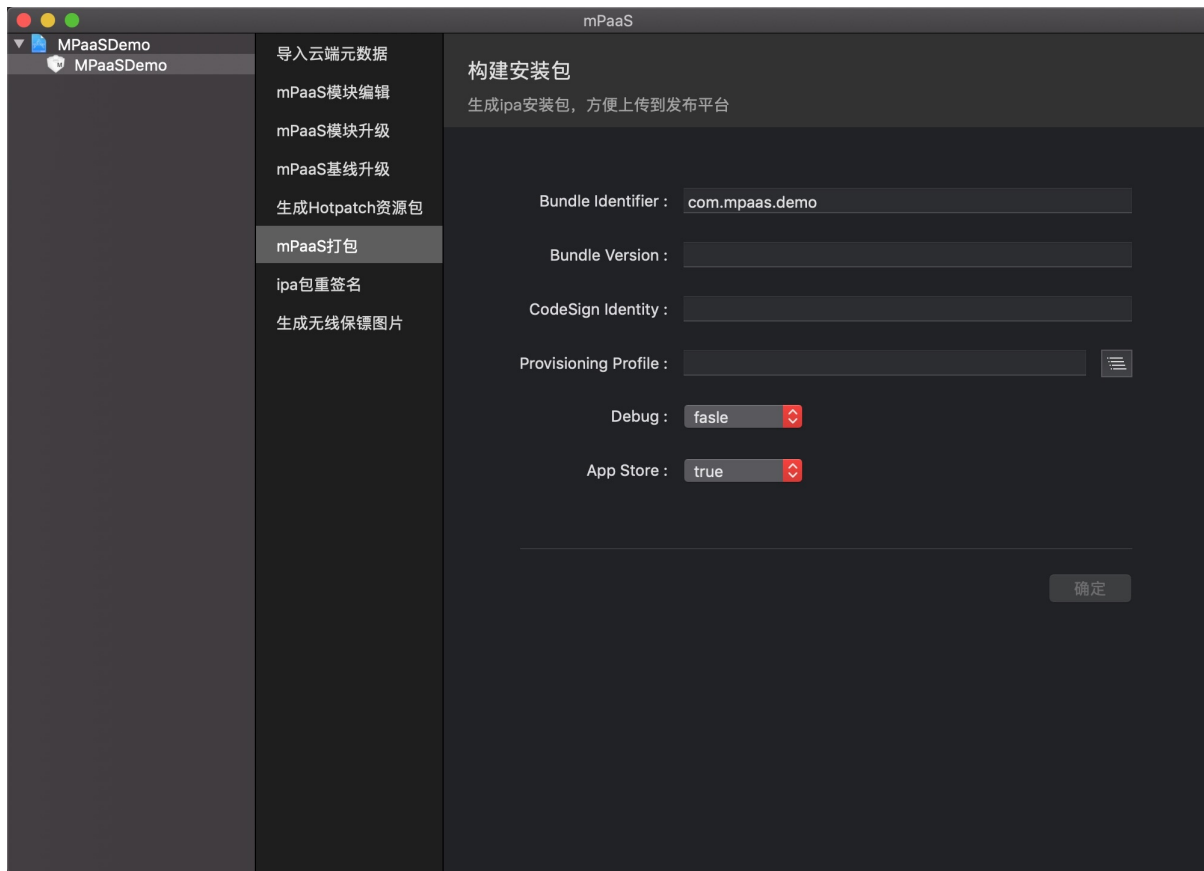 mPaaS
MPaaSDemo
MPaaSDemo
导入云端元数据
mPaaS模块编辑
mPaaS模块升级
mPaaS基线升级
生成Hotpatch资源包
mPaaS打包
ipa包重签名
生成无线保镖图片
构建安装包
生成ipa安装包，方便上传到发布平台
Bundle Identifier : com.mpaas.demo
Bundle Version :
CodeSign Identity :
Provisioning Profile :
Debug : fasle
App Store : true
确定